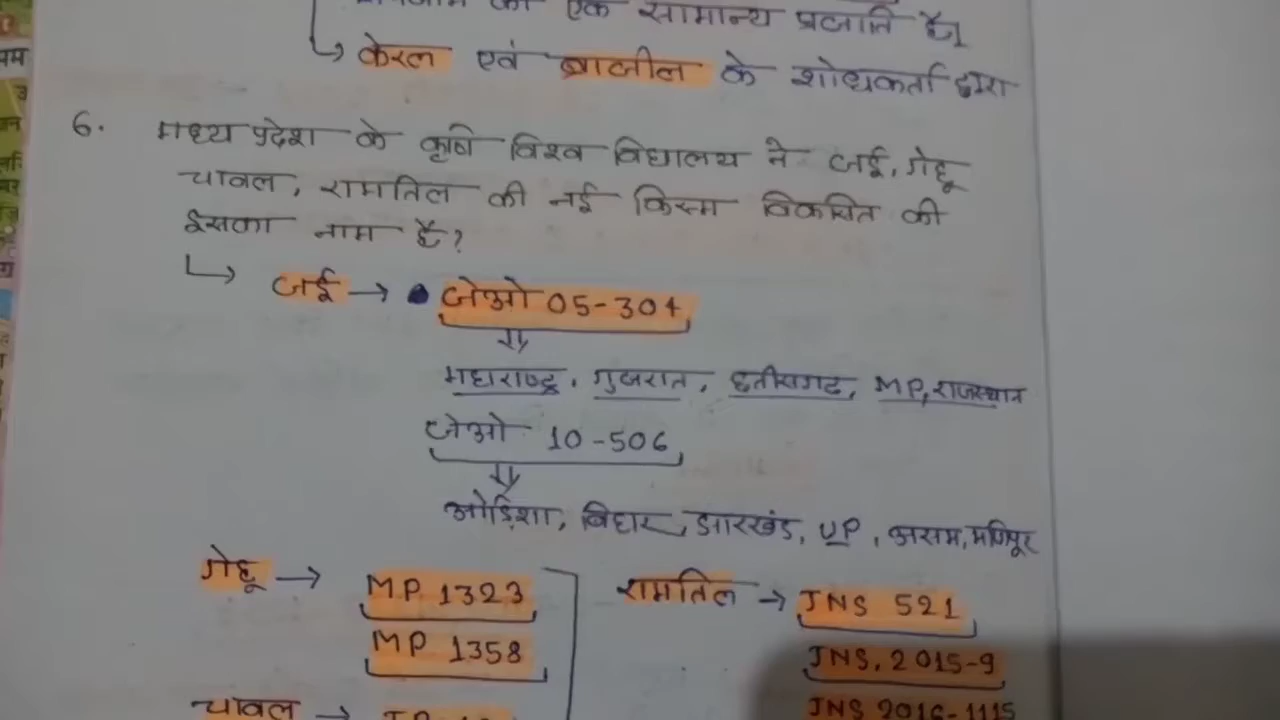 की एक सामान्य प्रजाति है।
↳ केरल एवं ब्राजील के शोधकर्ता द्वारा
6. मध्य प्रदेश के कृषि विश्व विद्यालय ने जई, गेहू
चावल, रामतिल की नई किस्म विकसित की
इसका नाम है?
↳ जई → जेओ 05-304
महाराष्ट्र, गुजरात, छत्तीसगढ, MP, राजस्थान
जेओ 10-506
ओड़िशा, बिहार, झारखंड, UP, असम, मणिपूर
गेहू → MP 1323
MP 1358
रामतिल → JNS 521
JNS. 2015-9
JNS 2016-1115
चावल →